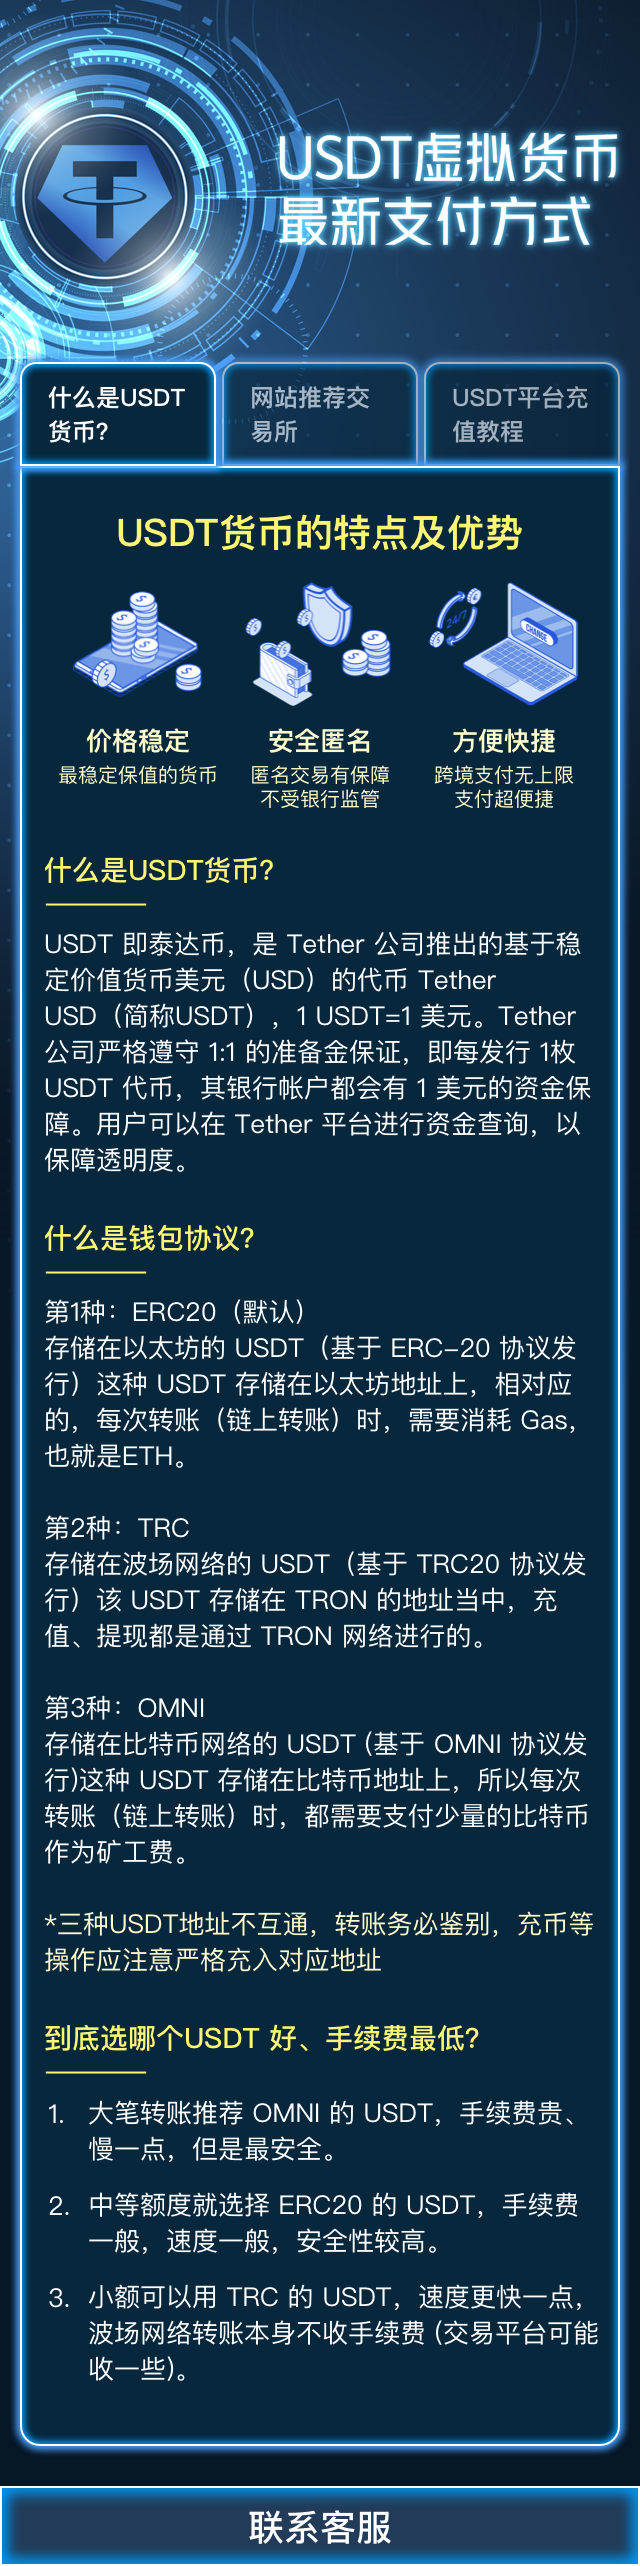 USDT虚拟货币
最新支付方式
什么是USDT
货币?
网站推荐交
易所
USDT平台充
值教程
USDT货币的特点及优势
24/7
CHANGE
价格稳定
最稳定保值的货币
安全匿名
匿名交易有保障
不受银行监管
方便快捷
跨境支付无上限
支付超便捷
什么是USDT货币?
USDT 即泰达币，是 Tether 公司推出的基于稳
定价值货币美元（USD）的代币 Tether
USD（简称USDT），1 USDT=1 美元。Tether
公司严格遵守 1:1 的准备金保证，即每发行 1枚
USDT 代币，其银行帐户都会有 1 美元的资金保
障。用户可以在 Tether 平台进行资金查询，以
保障透明度。
什么是钱包协议?
第1种：ERC20（默认）
存储在以太坊的 USDT（基于 ERC-20 协议发
行）这种 USDT 存储在以太坊地址上，相对应
的，每次转账（链上转账）时，需要消耗 Gas，
也就是ETH。
第2种：TRC
存储在波场网络的 USDT（基于 TRC20 协议发
行）该 USDT 存储在 TRON 的地址当中，充
值、提现都是通过 TRON 网络进行的。
第3种：OMNI
存储在比特币网络的 USDT (基于 OMNI 协议发
行)这种 USDT 存储在比特币地址上，所以每次
转账（链上转账）时，都需要支付少量的比特币
作为矿工费。
*三种USDT地址不互通，转账务必鉴别，充币等
操作应注意严格充入对应地址
到底选哪个USDT 好、手续费最低?
1. 大笔转账推荐 OMNI 的 USDT，手续费贵、
慢一点，但是最安全。
2. 中等额度就选择 ERC20 的 USDT，手续费
一般，速度一般，安全性较高。
3. 小额可以用 TRC 的 USDT，速度更快一点，
波场网络转账本身不收手续费 (交易平台可能
收一些)。
联系客服